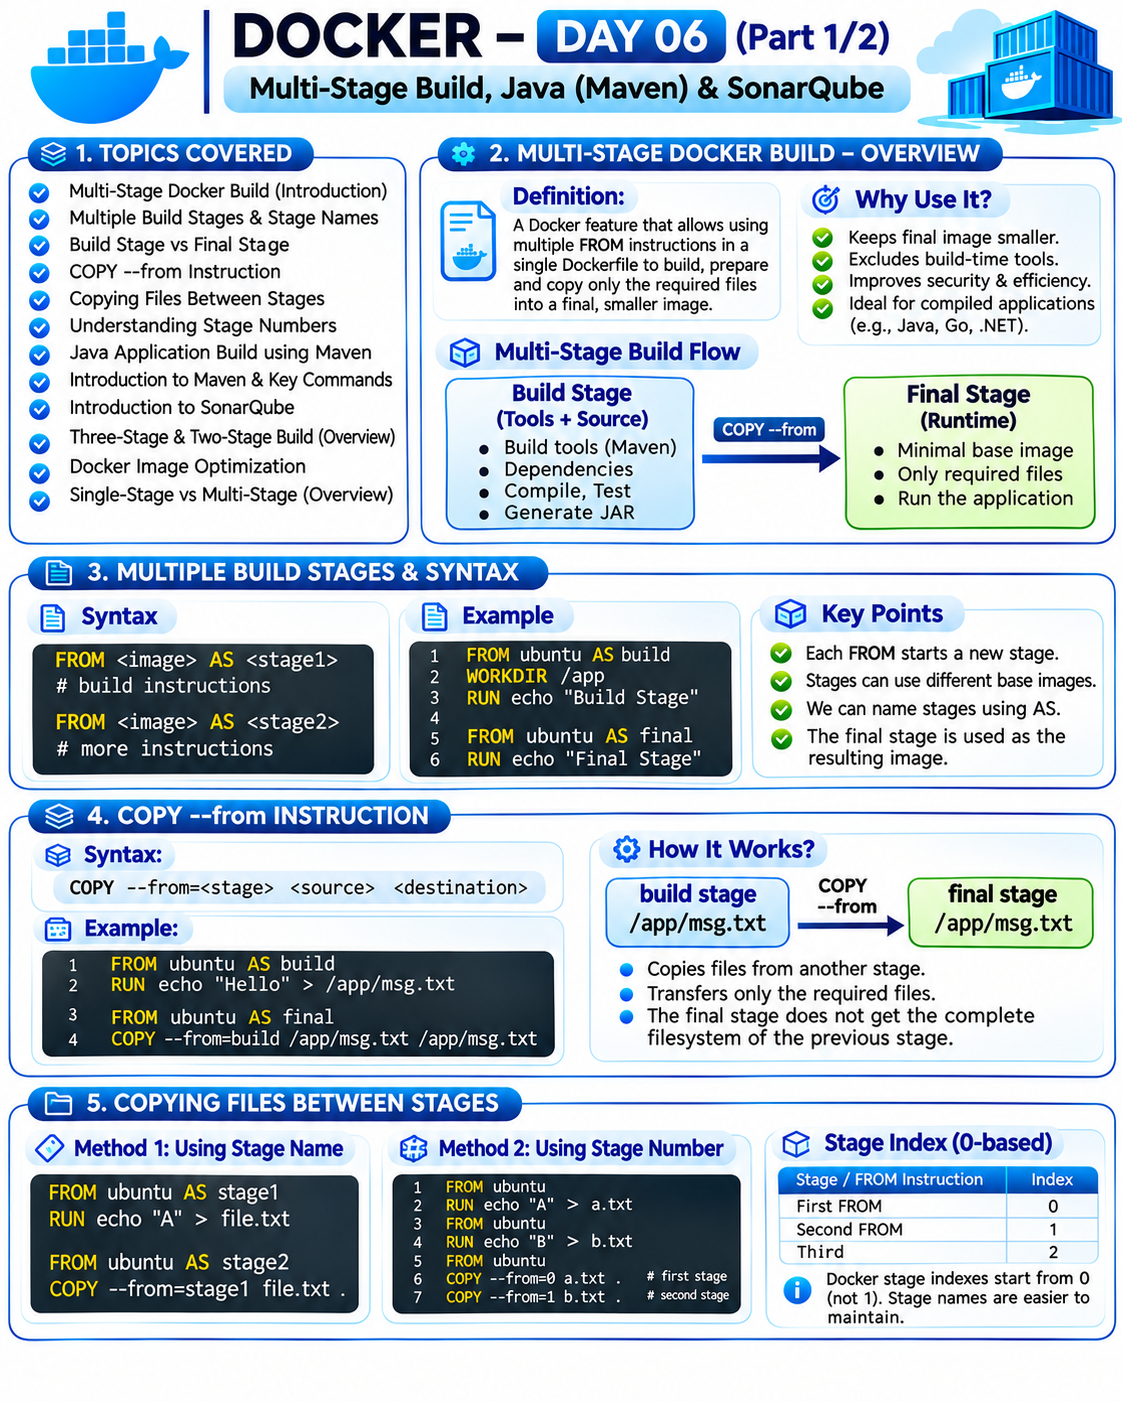 DOCKER – DAY 06 (Part 1/2)
Multi-Stage Build, Java (Maven) & SonarQube
1. TOPICS COVERED
Multi-Stage Docker Build (Introduction)
Multiple Build Stages & Stage Names
Build Stage vs Final Stage
COPY --from Instruction
Copying Files Between Stages
Understanding Stage Numbers
Java Application Build using Maven
Introduction to Maven & Key Commands
Introduction to SonarQube
Three-Stage & Two-Stage Build (Overview)
Docker Image Optimization
Single-Stage vs Multi-Stage (Overview)
2. MULTI-STAGE DOCKER BUILD – OVERVIEW
Definition:
A Docker feature that allows using
multiple FROM instructions in a
single Dockerfile to build, prepare
and copy only the required files
into a final, smaller image.
Why Use It?
Keeps final image smaller.
Excludes build-time tools.
Improves security & efficiency.
Ideal for compiled applications
(e.g., Java, Go, .NET).
Multi-Stage Build Flow
Build Stage
(Tools + Source)
Build tools (Maven)
Dependencies
Compile, Test
Generate JAR
COPY --from
Final Stage
(Runtime)
Minimal base image
Only required files
Run the application
3. MULTIPLE BUILD STAGES & SYNTAX
Syntax
FROM <image> AS <stage1>
# build instructions
FROM <image> AS <stage2>
# more instructions
Example
1 FROM ubuntu AS build
2 WORKDIR /app
3 RUN echo "Build Stage"
4
5 FROM ubuntu AS final
6 RUN echo "Final Stage"
Key Points
Each FROM starts a new stage.
Stages can use different base images.
We can name stages using AS.
The final stage is used as the
resulting image.
4. COPY --from INSTRUCTION
Syntax:
COPY --from=<stage> <source> <destination>
Example:
1 FROM ubuntu AS build
2 RUN echo "Hello" > /app/msg.txt
3 FROM ubuntu AS final
4 COPY --from=build /app/msg.txt /app/msg.txt
How It Works?
build stage
/app/msg.txt
COPY
--from
final stage
/app/msg.txt
Copies files from another stage.
Transfers only the required files.
The final stage does not get the complete
filesystem of the previous stage.
5. COPYING FILES BETWEEN STAGES
Method 1: Using Stage Name
FROM ubuntu AS stage1
RUN echo "A" > file.txt
FROM ubuntu AS stage2
COPY --from=stage1 file.txt .
Method 2: Using Stage Number
1 FROM ubuntu
2 RUN echo "A" > a.txt
3 FROM ubuntu
4 RUN echo "B" > b.txt
5 FROM ubuntu
6 COPY --from=0 a.txt . # first stage
7 COPY --from=1 b.txt . # second stage
Stage Index (0-based)
Stage / FROM Instruction Index
First FROM 0
Second FROM 1
Third 2
Docker stage indexes start from 0
(not 1). Stage names are easier to
maintain.